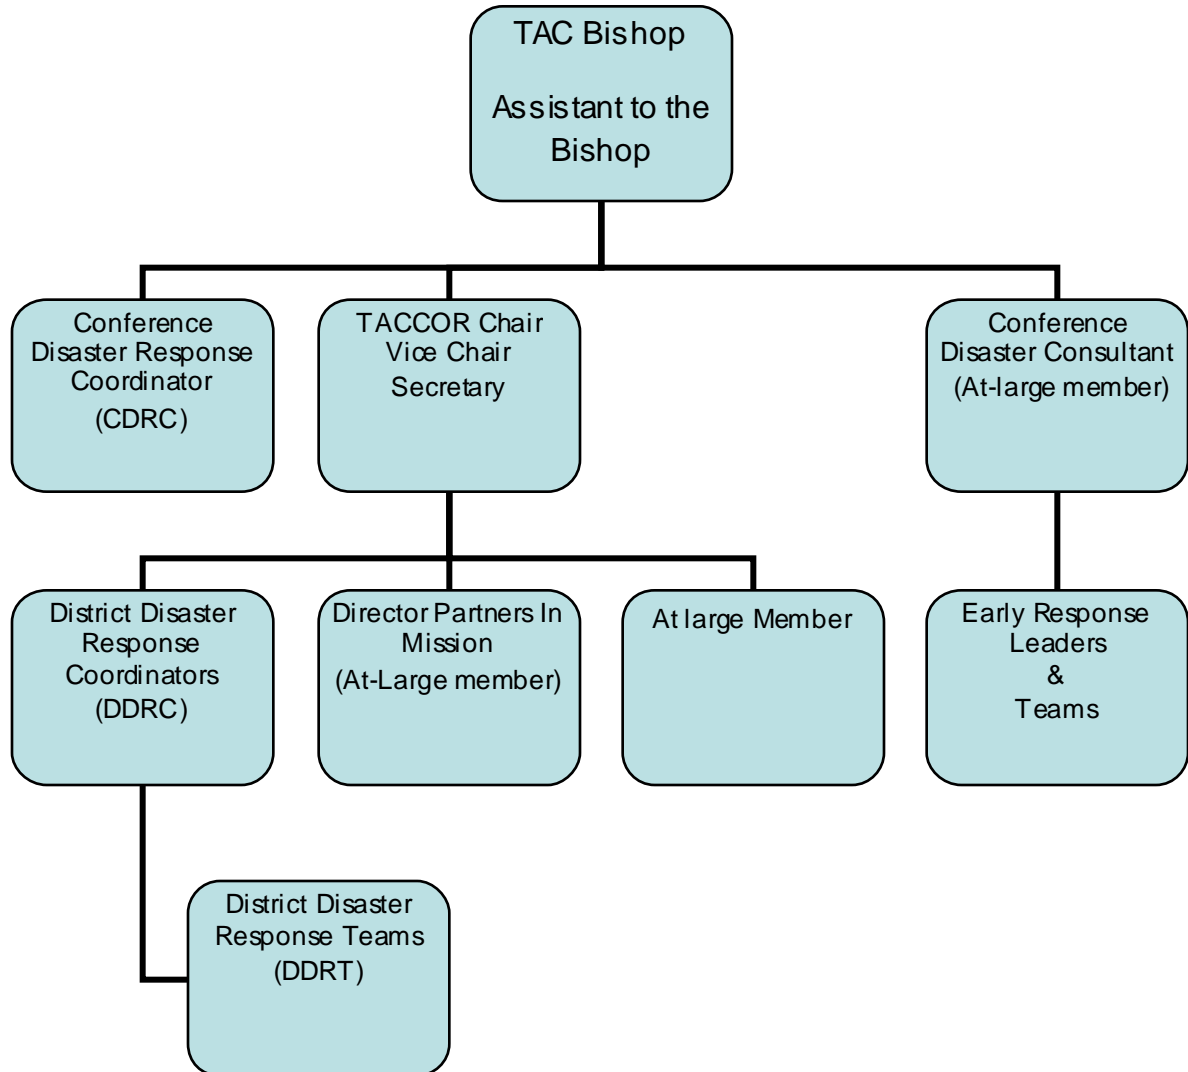 TAC Bishop
Assistant to the
Bishop
Conference
Disaster Response
Coordinator
(CDRC)
TACCOR Chair
Vice Chair
Secretary
Conference
Disaster Consultant
(At-large member)
District Disaster
Response
Coordinators
(DDRC)
Director Partners In
Mission
(At-Large member)
At large Member
Early Response
Leaders
&
Teams
District Disaster
Response Teams
(DDRT)